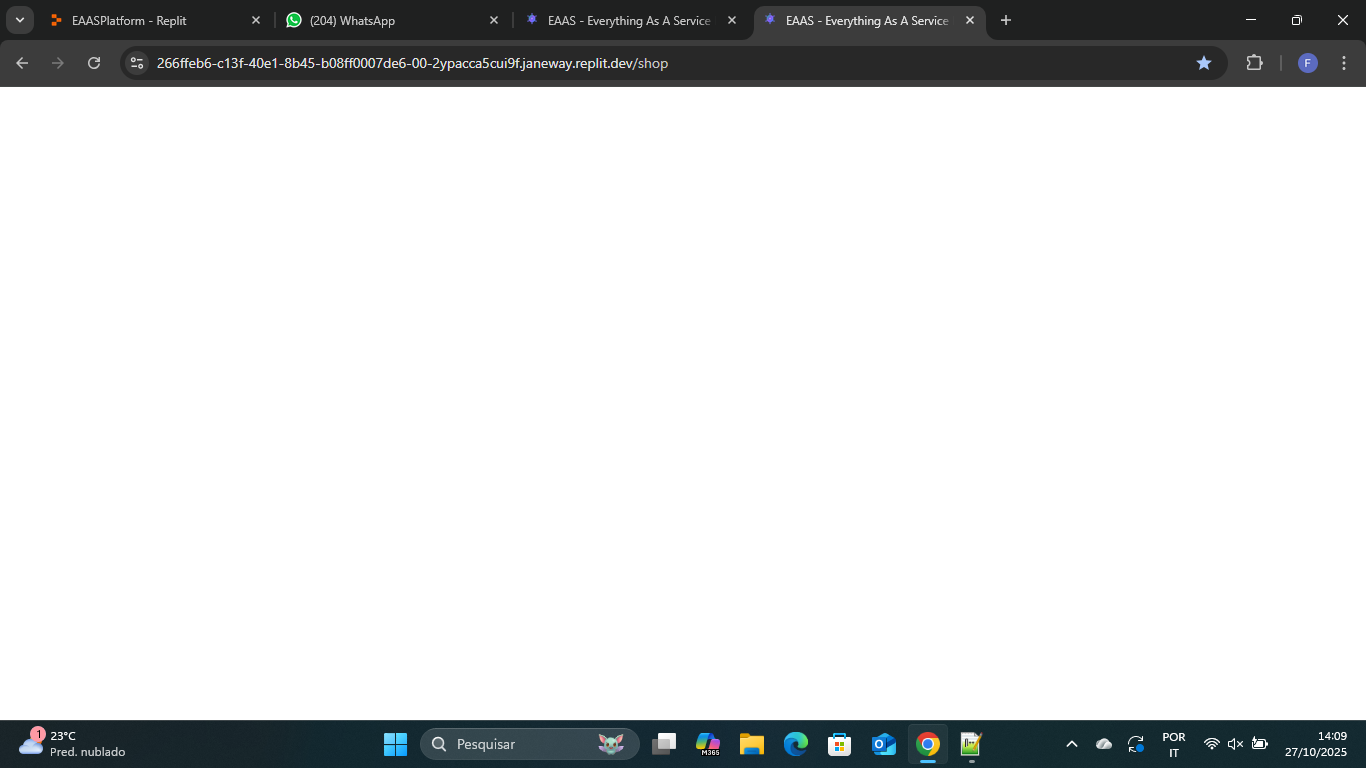 EAASPlatform - Replit
(204) WhatsApp
EAAS - Everything As A Service
EAAS - Everything As A Service
266ffeb6-c13f-40e1-8b45-b08ff0007de6-00-2ypacca5cui9f.janeway.replit.dev/shop
F
1
23°C
Pred. nublado
Pesquisar
M365
POR
IT
14:09
27/10/2025